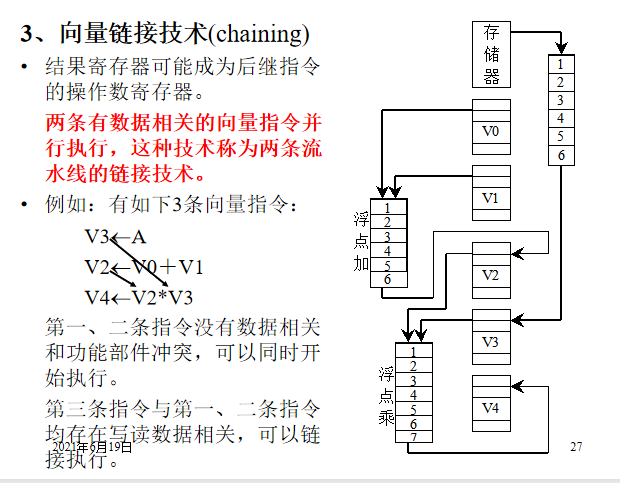 3、向量链接技术(chaining)
• 结果寄存器可能成为后继指令
的操作数寄存器。
两条有数据相关的向量指令并
行执行，这种技术称为两条流
水线的链接技术。
• 例如：有如下3条向量指令：
V3←A
V2←V0＋V1
V4←V2*V3
第一、二条指令没有数据相关
和功能部件冲突，可以同时开
始执行。
第三条指令与第一、二条指令
均存在写读数据相关，可以链
接执行。
2021年6月19日
存
储
器
1
2
3
4
5
6
V0
V1
浮
点
加
1
2
3
4
5
6
V2
V3
浮
点
乘
1
2
3
4
5
6
7
V4
27